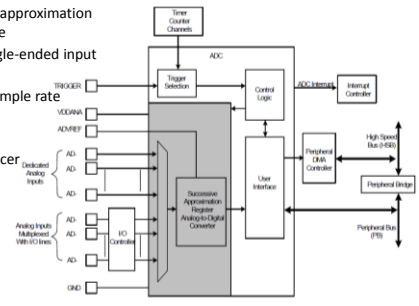 approximation
e
gle-ended input
mple rate
cer
Timer
Counter
Channels
ADC
TRIGGER
Trigger
Selection
Control
Logic
ADC Interrupt
Interrupt
Controller
VDDANA
ADVREF
Dedicated
Analog
Inputs
AD-
AD-
AD-
Analog Inputs
Multiplexed
With I/O lines
AD-
AD-
AD-
I/O
Controller
Successive
Approximation
Register
Analog-to-Digital
Converter
User
Interface
Peripheral
DMA
Controller
High Speed
Bus (HSB)
Peripheral Bridge
Peripheral Bus
(PB)
GND